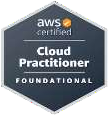 aws
certified
Cloud
Practitioner
FOUNDATIONAL